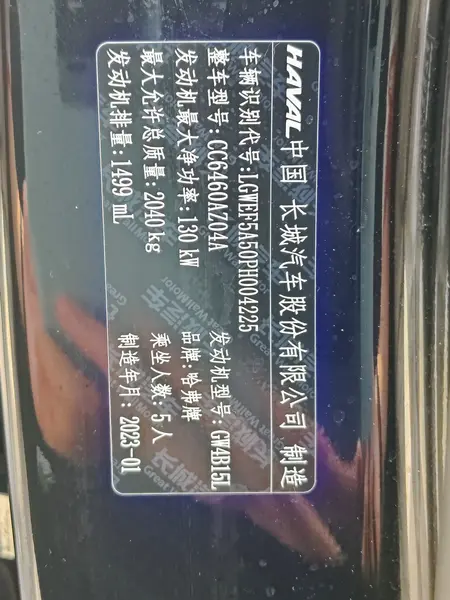 HAVAL 中国 长城汽车股份有限公司 制造
车辆识别代号:LGWEF5A50PH004225
整车型号:CC6460AZ04A 发动机型号:GW4B15L
发动机最大净功率:130 kW 品牌:哈弗牌
最大允许总质量:2040 kg 乘坐人数:5人
发动机排量:1499 mL 制造年月:2023-01